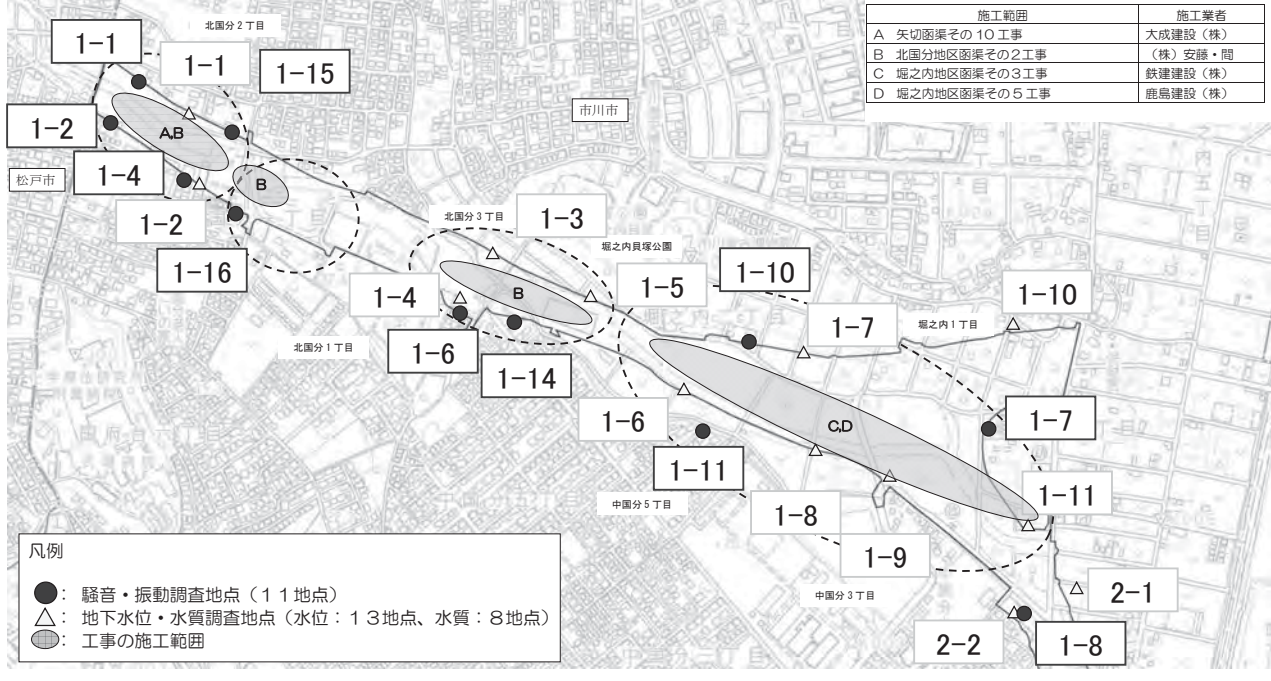 施工範囲 施工業者
A 矢切函渠その10工事 大成建設（株）
B 北国分地区函渠その2工事 （株）安藤・間
C 堀之内地区函渠その3工事 鉄建建設（株）
D 堀之内地区函渠その5工事 鹿島建設（株）
北国分2丁目
1-1
1-1
1-15
市川市
1-2
A,B
1-4
松戸市
B
1-2
1-16
北国分3丁目
1-3
堀之内貝塚公園
1-10
1-5
1-4
B
1-10
1-7
堀之内1丁目
北国分1丁目
1-6
1-14
1-6
C,D
1-7
1-11
1-11
中国分5丁目
1-8
1-9
中国分3丁目
2-1
2-2
1-8
凡例
●： 騒音・振動調査地点（11地点）
△： 地下水位・水質調査地点（水位：13地点、水質：8地点）
： 工事の施工範囲